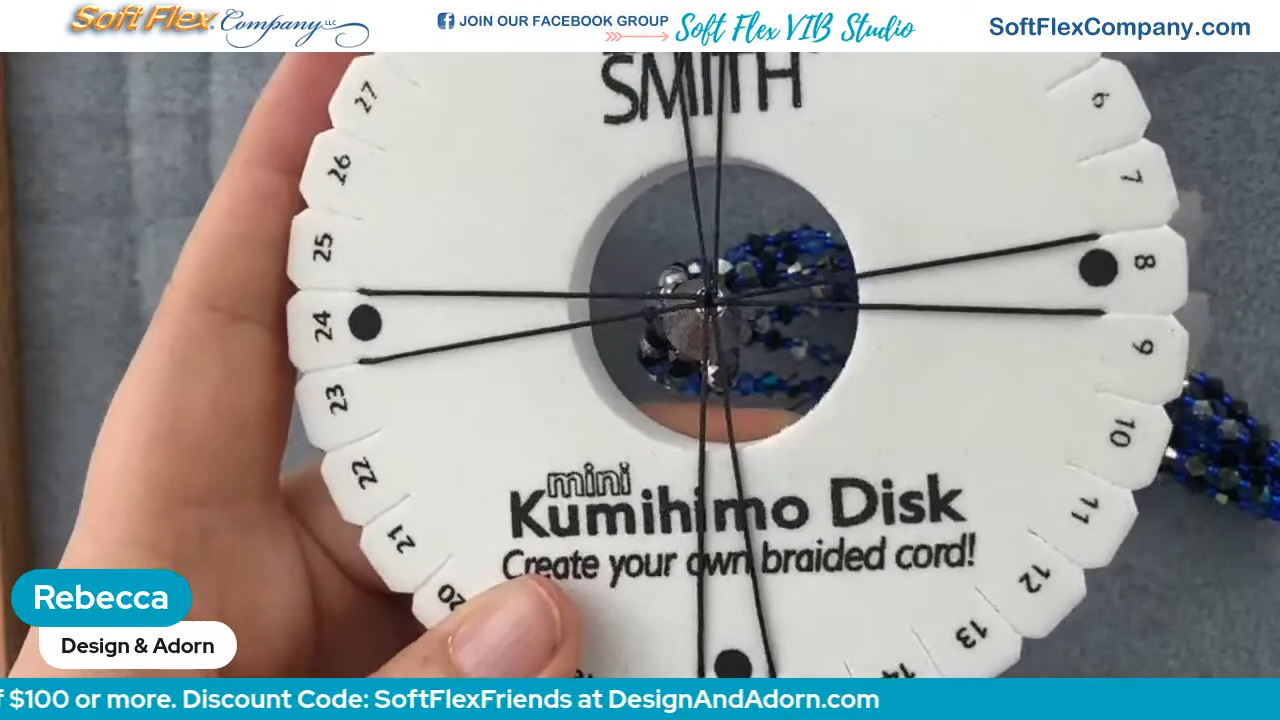 Soft Flex Company LLC
JOIN OUR FACEBOOK GROUP
Soft Flex VIB Studio
SoftFlexCompany.com
SMITH
27
26
25
24
23
22
21
20
6
7
8
9
10
11
12
13
14
mini
Kumihimo Disk
Create your own braided cord!
Rebecca
Design & Adorn
f $100 or more. Discount Code: SoftFlexFriends at DesignAndAdorn.com